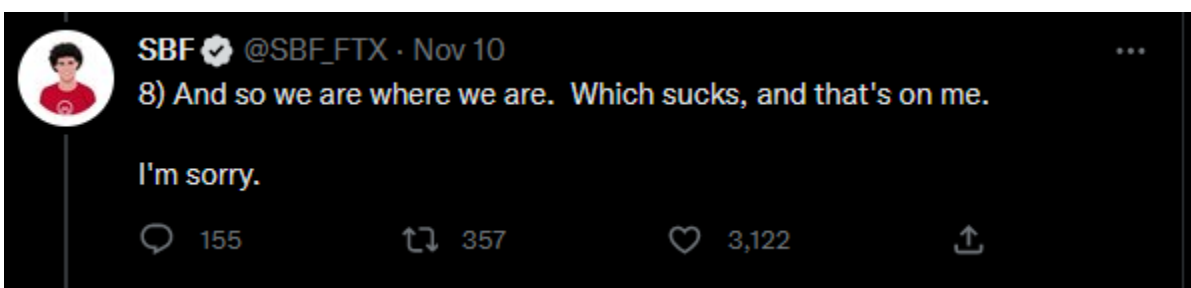 SBF @SBF_FTX · Nov 10
8) And so we are where we are.  Which sucks, and that's on me.
I'm sorry.
155 357 3,122